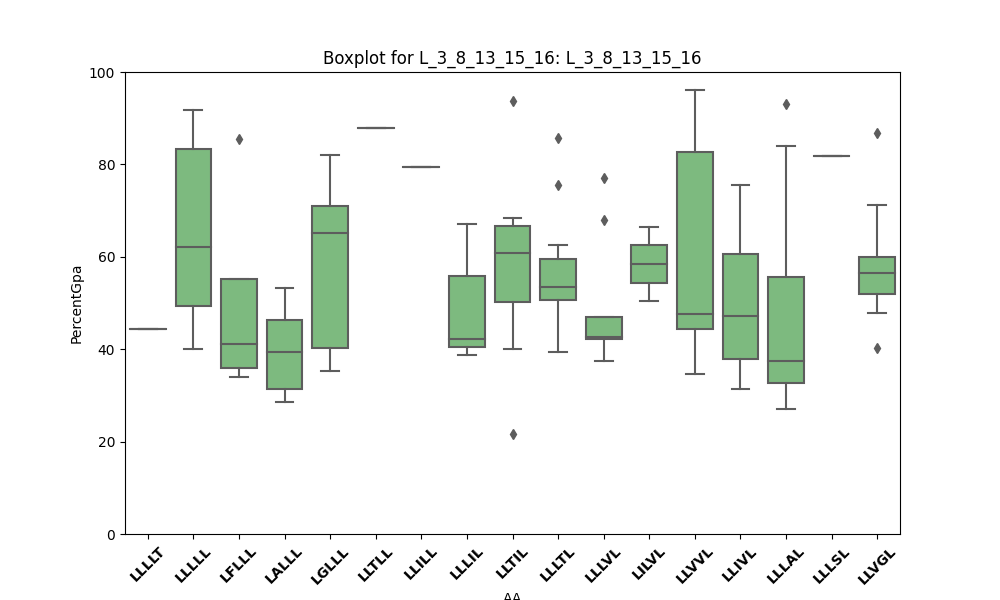 Boxplot for L_3_8_13_15_16: L_3_8_13_15_16
PercentGpa
100
80
60
40
20
0
LLLLT LLLLL LFLLL LALLL LGLLL LLTLL LLILL LLLIL LLTIL LLLTL LLLVL LILVL LLVVL LLIVL LLLAL LLLSL LLVGL
AA